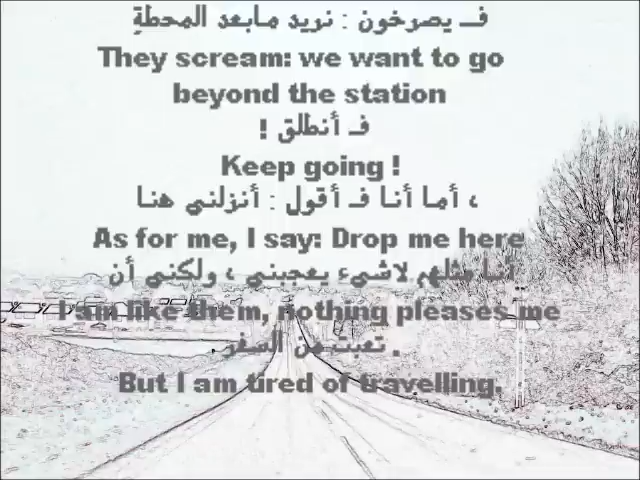 فـ يصرخون : نريد مابعد المحطةِ
They scream: we want to go
beyond the station
فـ أنطلق !
Keep going !
أما أنا فـ أقول : أنزلني هنا ،
As for me, I say: Drop me here
أنا مثلهم لاشيء يعجبني ، ولكني أن
I am like them, nothing pleases me
تعبت من السفر .
But I am tired of travelling.